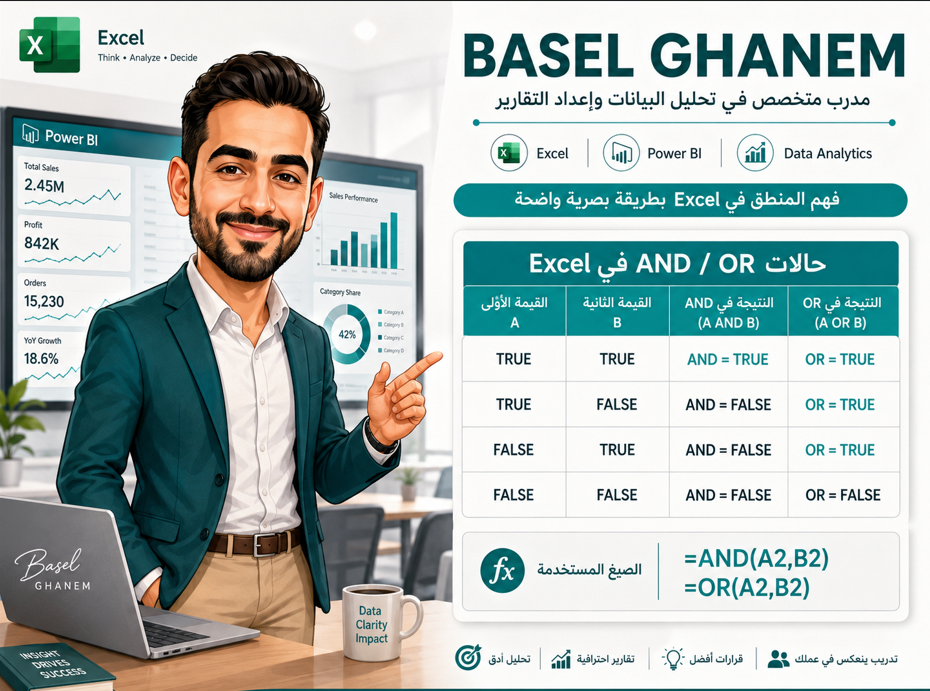 X
Excel
Think • Analyze • Decide
Power BI
Total Sales
2.45M
Profit
842K
Orders
15,230
YoY Growth
18.6%
Sales Performance
Category Share
42%
Category A
Category B
Category C
Category D
Basel
GHANEM
INSIGHT
DRIVES
SUCCESS
Data
Clarity
Impact
BASEL GHANEM
مدرب متخصص في تحليل البيانات وإعداد التقارير
X Excel | Power BI | Data Analytics
فهم المنطق في Excel بطريقة بصرية واضحة
حالات AND / OR في Excel
القيمة الأولى القيمة الثانية النتيجة في AND النتيجة في OR
A B (A AND B) (A OR B)
TRUE TRUE AND = TRUE OR = TRUE
TRUE FALSE AND = FALSE OR = TRUE
FALSE TRUE AND = FALSE OR = TRUE
FALSE FALSE AND = FALSE OR = FALSE
fx
الصيغ المستخدمة
=AND(A2,B2)
=OR(A2,B2)
تدريب ينعكس في عملك | قرارات أفضل | تقارير احترافية | تحليل أدق